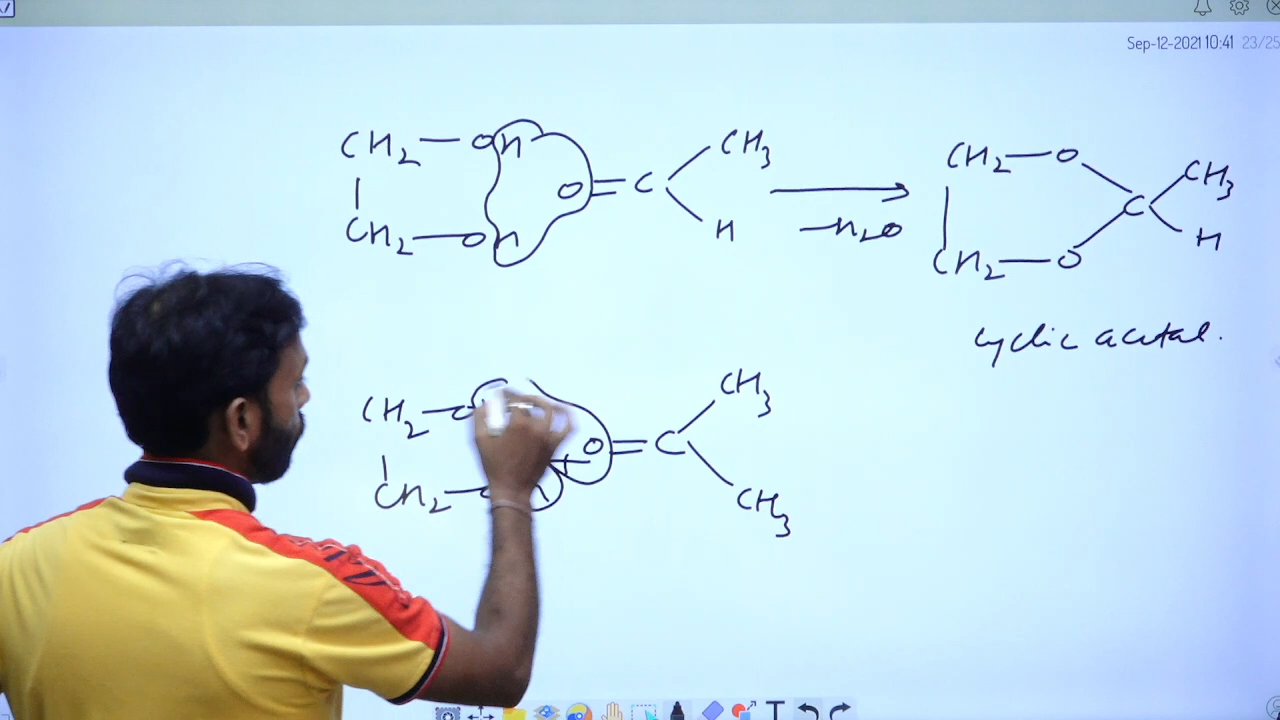 Sep-12-2021 10:41 23/25
CH2—OH O=C CH3 H
CH2—OH
—H2O
CH2—O C CH3 H
CH2—O
cyclic acetal.
CH2—O O=C CH3
CH2— CH3
T